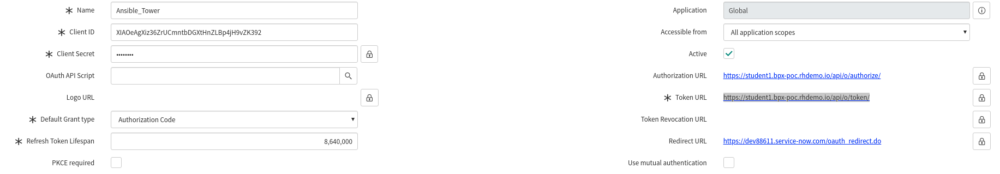 Name Ansible_Tower
Client ID XIAOeAgXiz36ZrUCmntbDGXtHnZLBp4jH9vZK392
Client Secret ••••••••
OAuth API Script
Logo URL
Default Grant type Authorization Code
Refresh Token Lifespan 8,640,000
PKCE required
Application Global
Accessible from All application scopes
Active
Authorization URL https://student1.bpx-poc.rhdemo.io/api/o/authorize/
Token URL https://student1.bpx-poc.rhdemo.io/api/o/token/
Token Revocation URL
Redirect URL https://dev88611.service-now.com/oauth_redirect.do
Use mutual authentication